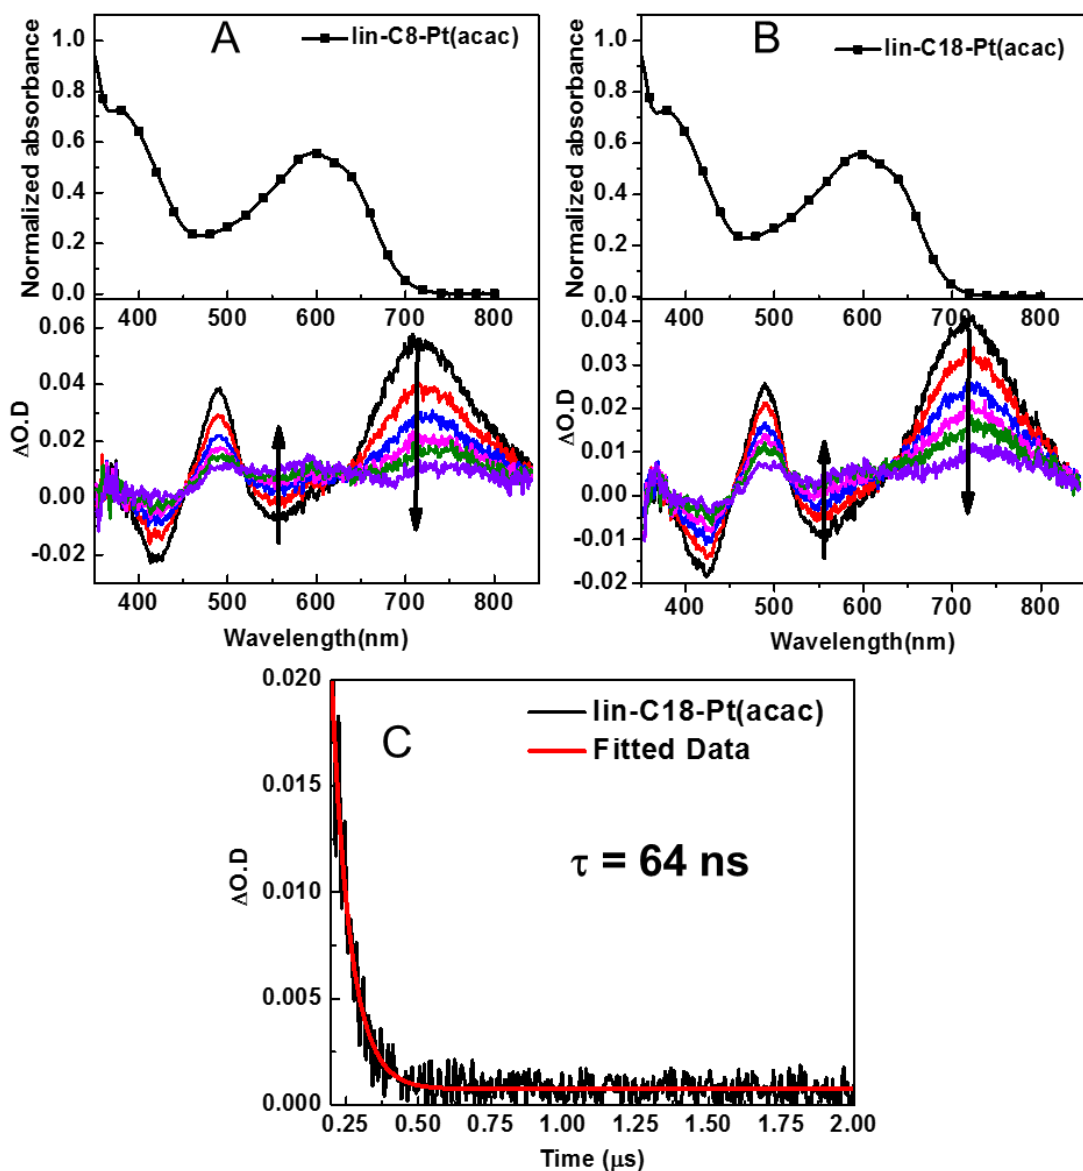 A
lin-C8-Pt(acac)
Normalized absorbance
1.0
0.8
0.6
0.4
0.2
0.0
400 500 600 700 800
ΔO.D
0.06
0.04
0.02
0.00
-0.02
400 500 600 700 800
Wavelength(nm)
B
lin-C18-Pt(acac)
Normalized absorbance
1.0
0.8
0.6
0.4
0.2
0.0
400 500 600 700 800
ΔO.D
0.04
0.03
0.02
0.01
0.00
-0.01
-0.02
400 500 600 700 800
Wavelength(nm)
C
lin-C18-Pt(acac)
Fitted Data
τ = 64 ns
ΔO.D
0.020
0.015
0.010
0.005
0.000
0.25 0.50 0.75 1.00 1.25 1.50 1.75 2.00
Time (μs)